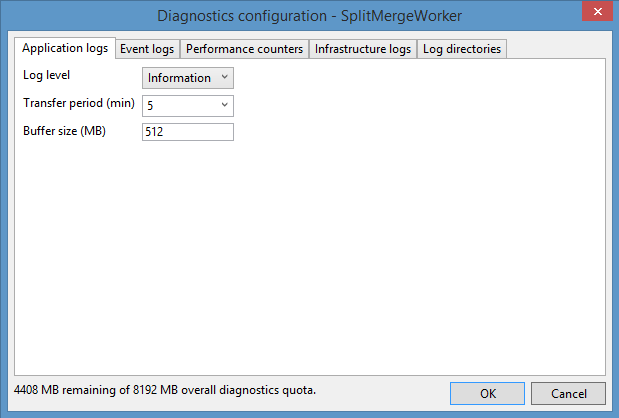 Diagnostics configuration - SplitMergeWorker
Application logs Event logs Performance counters Infrastructure logs Log directories
Log level Information
Transfer period (min) 5
Buffer size (MB) 512
4408 MB remaining of 8192 MB overall diagnostics quota. OK Cancel